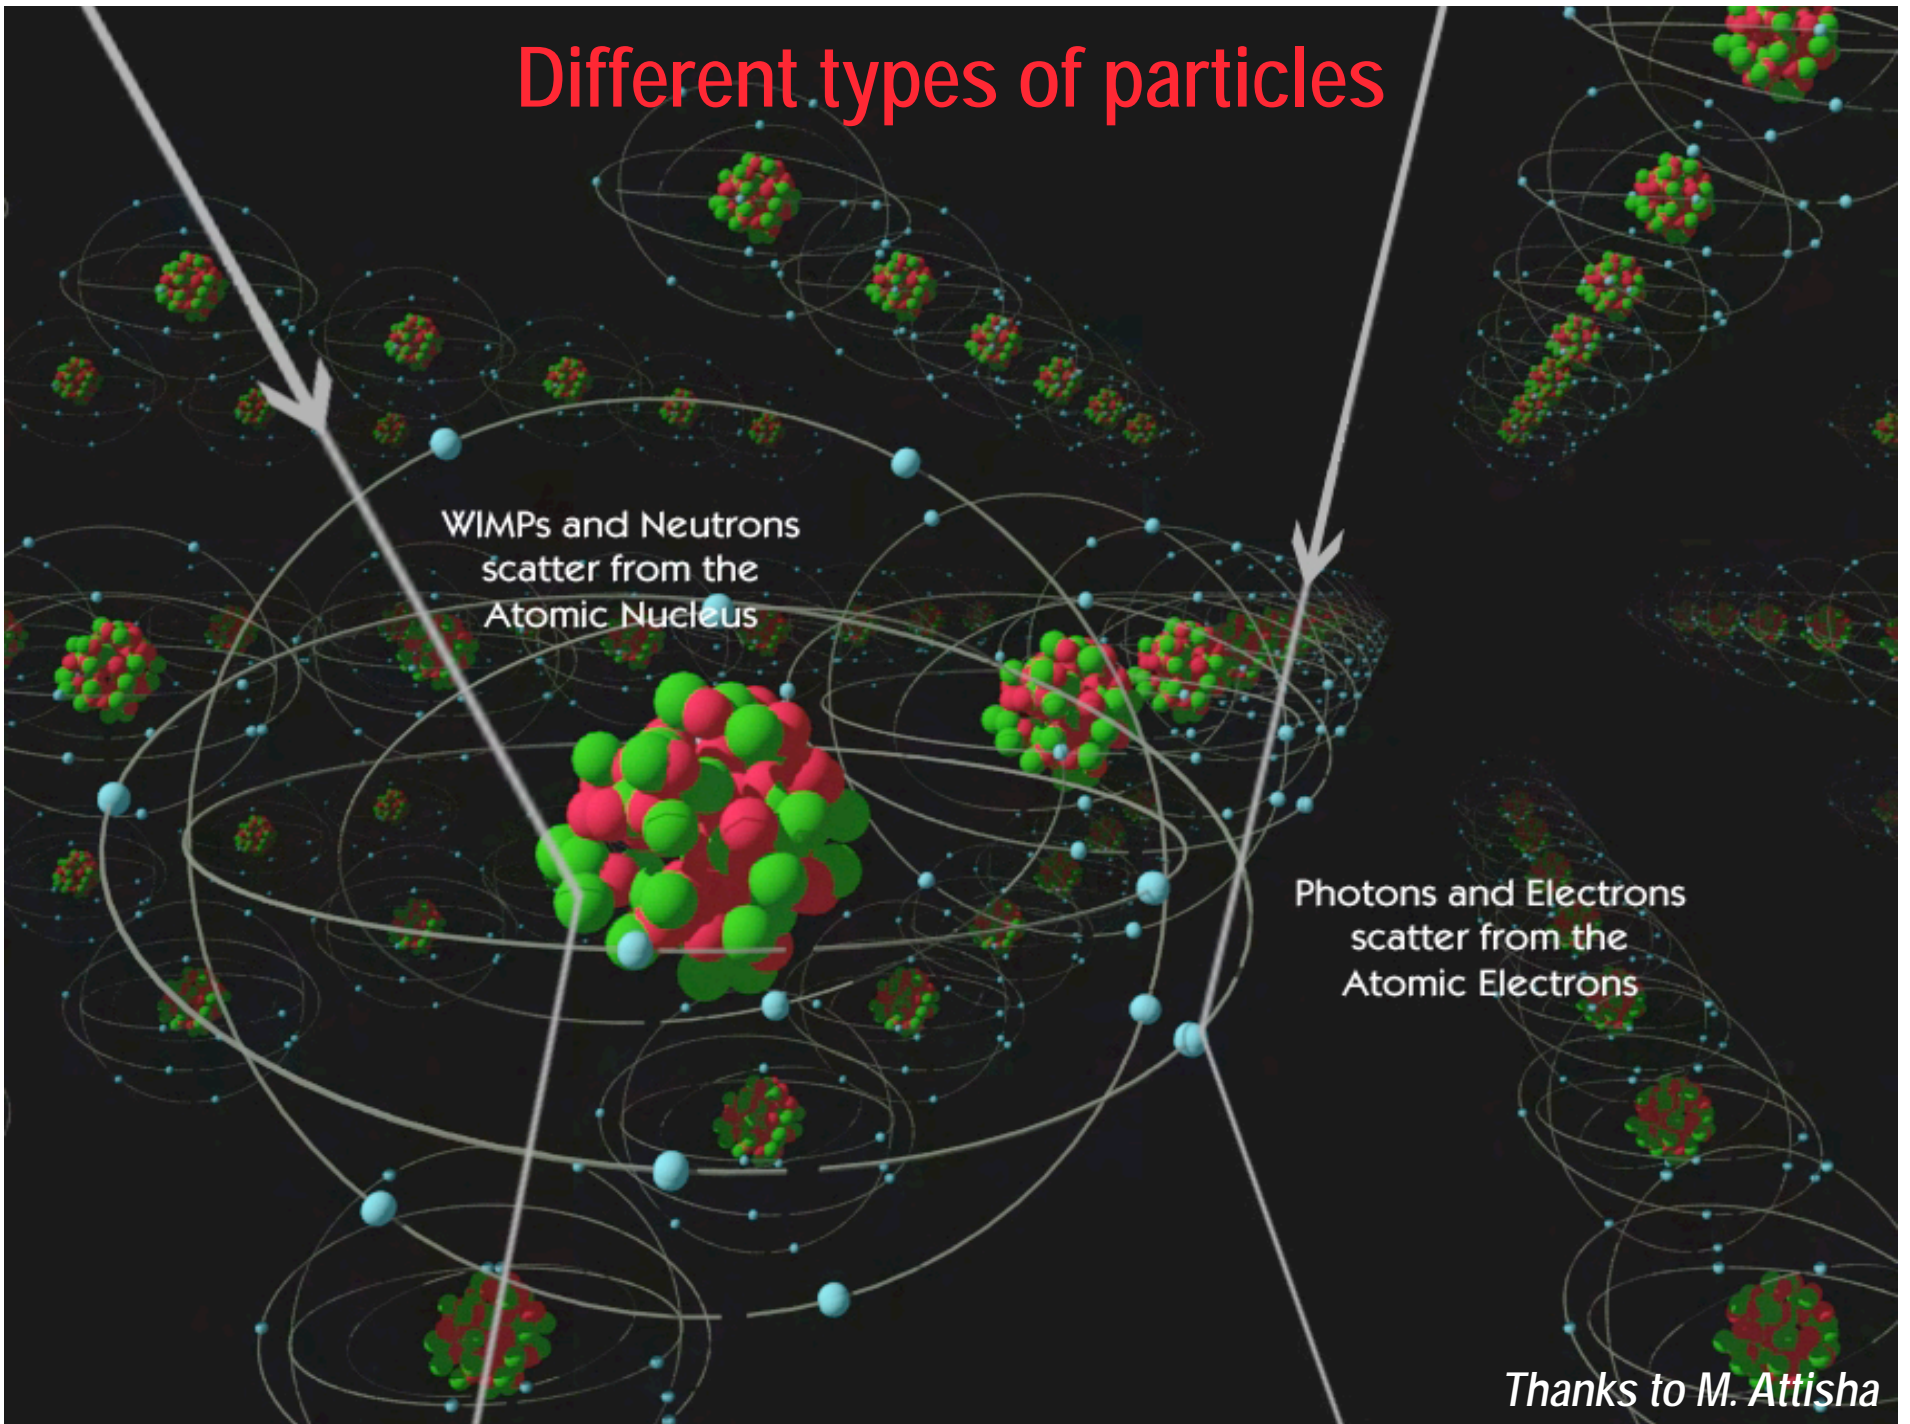 Different types of particles
WIMPs and Neutrons
scatter from the
Atomic Nucleus
Photons and Electrons
scatter from the
Atomic Electrons
Thanks to M. Attisha